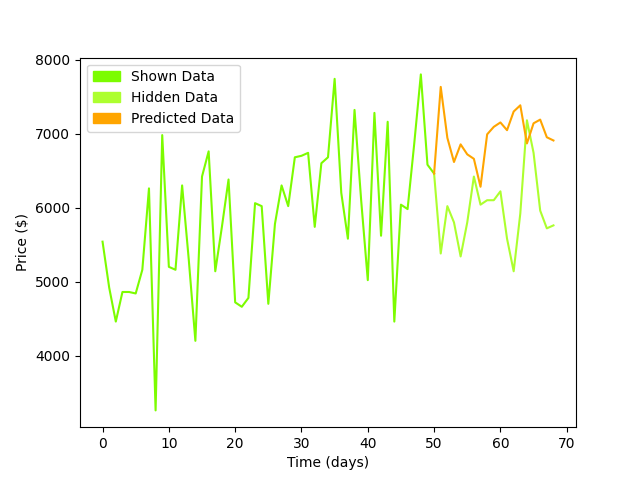 8000
7000
6000
5000
4000
Price ($)
Shown Data
Hidden Data
Predicted Data
0 10 20 30 40 50 60 70
Time (days)